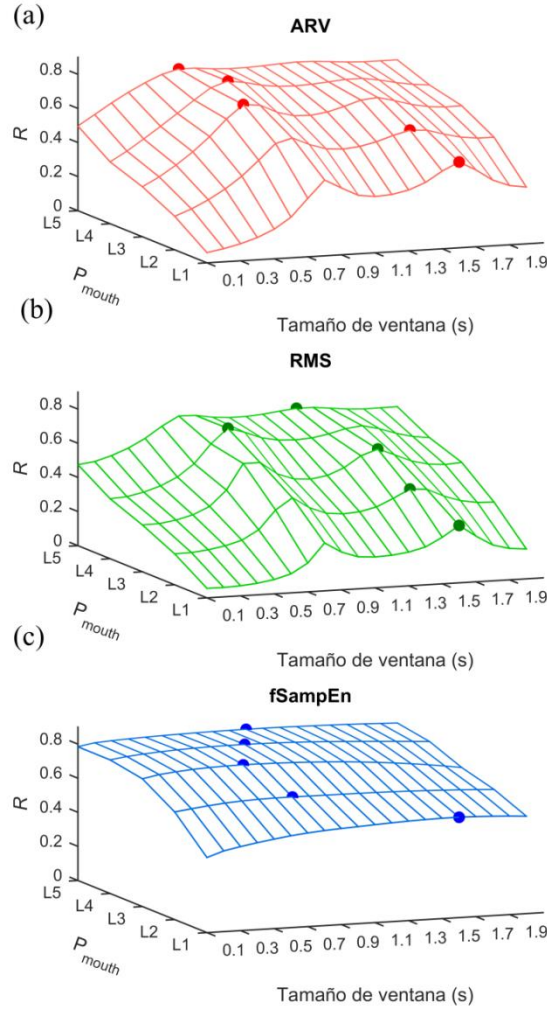 (a)
ARV
0.8
0.6
0.4
0.2
0
R
L5
L4
L3
L2
L1
P mouth
0.1 0.3 0.5 0.7 0.9 1.1 1.3 1.5 1.7 1.9
Tamaño de ventana (s)
(b)
RMS
0.8
0.6
0.4
0.2
0
R
L5
L4
L3
L2
L1
P mouth
0.1 0.3 0.5 0.7 0.9 1.1 1.3 1.5 1.7 1.9
Tamaño de ventana (s)
(c)
fSampEn
0.8
0.6
0.4
0.2
0
R
L5
L4
L3
L2
L1
P mouth
0.1 0.3 0.5 0.7 0.9 1.1 1.3 1.5 1.7 1.9
Tamaño de ventana (s)